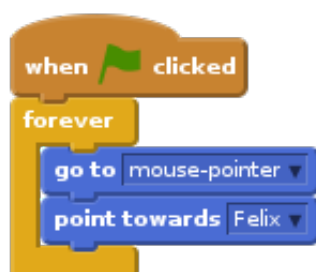 when clicked
forever
go to mouse-pointer
point towards Felix